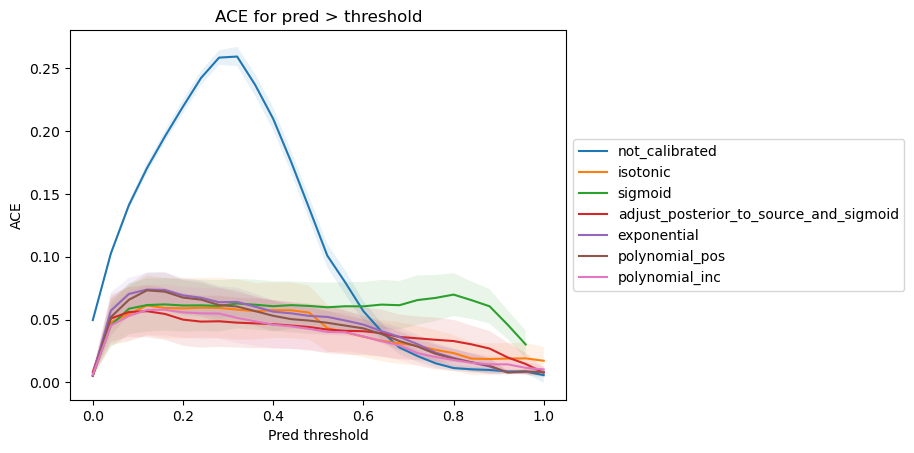 ACE for pred > threshold
ACE
0.25
0.20
0.15
0.10
0.05
0.00
0.0 0.2 0.4 0.6 0.8 1.0
Pred threshold
not_calibrated
isotonic
sigmoid
adjust_posterior_to_source_and_sigmoid
exponential
polynomial_pos
polynomial_inc